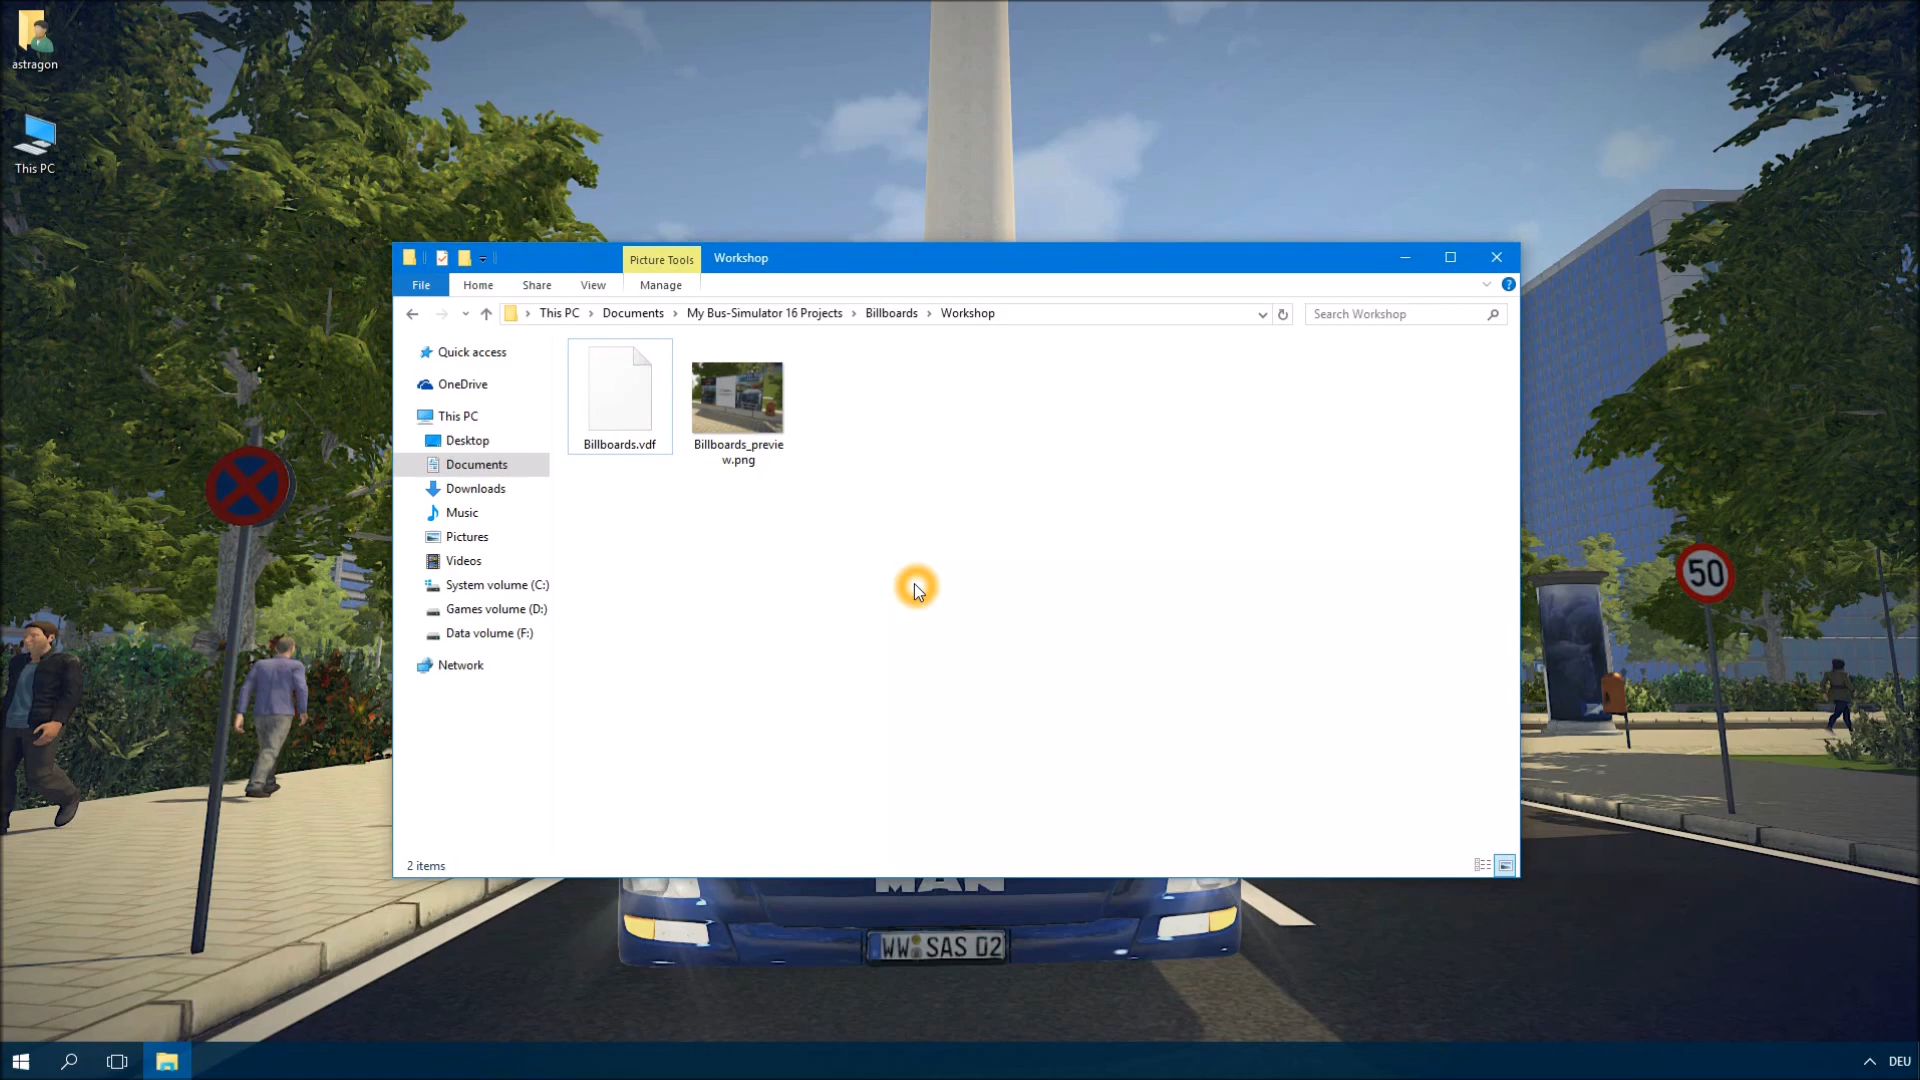 astragon
This PC
Picture Tools
Workshop
File
Home
Share
View
Manage
This PC
Documents
My Bus-Simulator 16 Projects
Billboards
Workshop
Search Workshop
Quick access
OneDrive
This PC
Desktop
Documents
Downloads
Music
Pictures
Videos
System volume (C:)
Games volume (D:)
Data volume (F:)
Network
Billboards.vdf
Billboards_previe
w.png
2 items
50
MAN
WW SAS 02
DEU